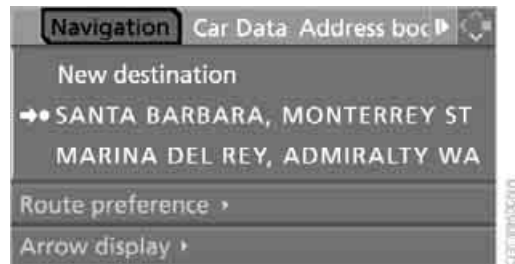 Navigation Car Data Address boc
New destination
SANTA BARBARA, MONTERREY ST
MARINA DEL REY, ADMIRALTY WA
Route preference
Arrow display